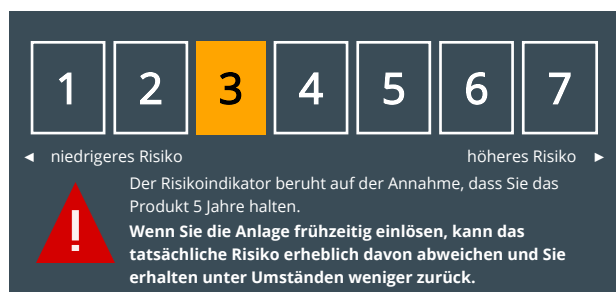 1 2 3 4 5 6 7
◄ niedrigeres Risiko höheres Risiko ►
Der Risikoindikator beruht auf der Annahme, dass Sie das
Produkt 5 Jahre halten.
Wenn Sie die Anlage frühzeitig einlösen, kann das
tatsächliche Risiko erheblich davon abweichen und Sie
erhalten unter Umständen weniger zurück.
!